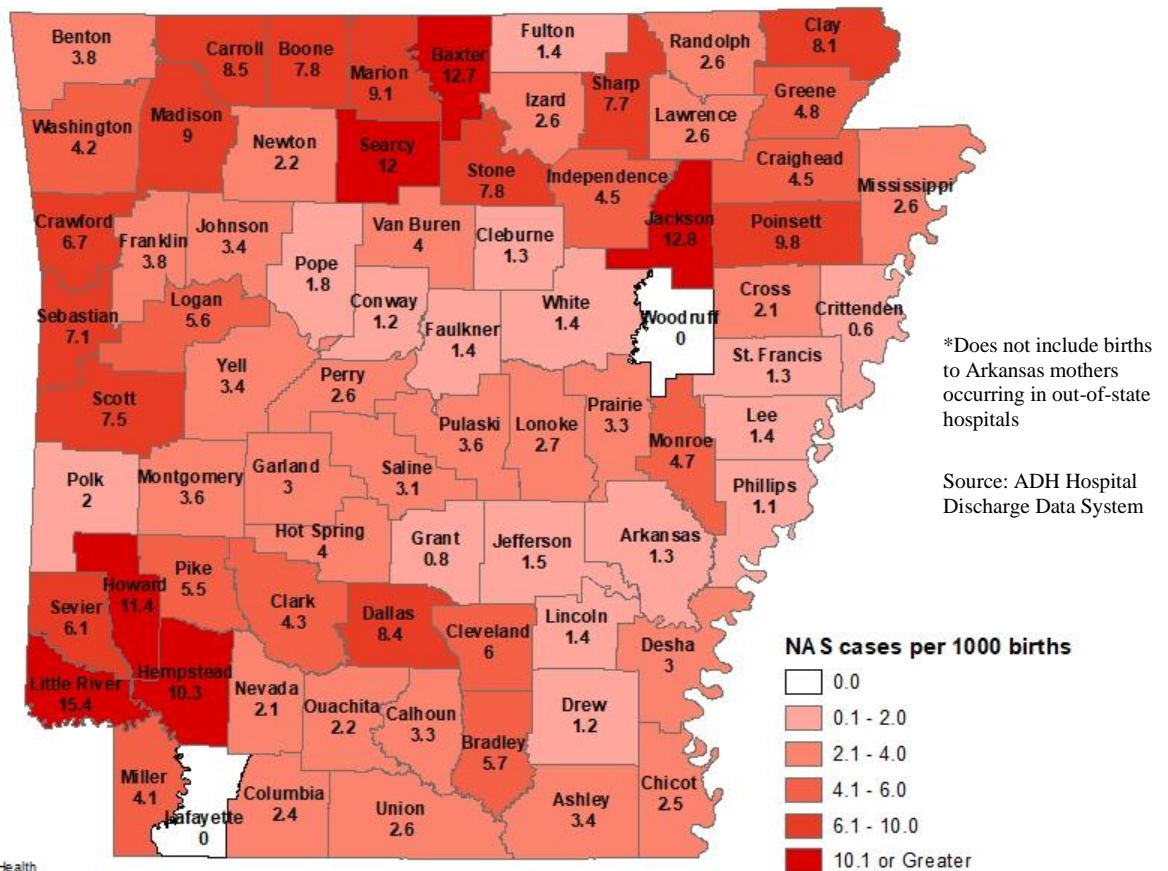 Benton
3.8
Carroll
8.5
Boone
7.8
Marion
9.1
Baxter
12.7
Fulton
1.4
Randolph
2.6
Clay
8.1
Washington
4.2
Madison
9
Newton
2.2
Searcy
12
Stone
7.8
Izard
2.6
Sharp
7.7
Lawrence
2.6
Greene
4.8
Independence
4.5
Jackson
12.8
Craighead
4.5
Mississippi
2.6
Poinsett
9.8
Crawford
6.7
Franklin
3.8
Johnson
3.4
Pope
1.8
Van Buren
4
Cleburne
1.3
Conway
1.2
Faulkner
1.4
White
1.4
Woodruff
0
Cross
2.1
Crittenden
0.6
Sebastian
7.1
Logan
5.6
Yell
3.4
Perry
2.6
St. Francis
1.3
Scott
7.5
Pulaski
3.6
Lonoke
2.7
Prairie
3.3
Monroe
4.7
Lee
1.4
Phillips
1.1
Polk
2
Montgomery
3.6
Garland
3
Saline
3.1
Hot Spring
4
Grant
0.8
Jefferson
1.5
Arkansas
1.3
Howard
11.4
Pike
5.5
Clark
4.3
Dallas
8.4
Cleveland
6
Lincoln
1.4
Desha
3
Sevier
6.1
Little River
15.4
Hempstead
10.3
Nevada
2.1
Ouachita
2.2
Calhoun
3.3
Bradley
5.7
Drew
1.2
Miller
4.1
Lafayette
0
Columbia
2.4
Union
2.6
Ashley
3.4
Chicot
2.5
*Does not include births
to Arkansas mothers
occurring in out-of-state
hospitals
Source: ADH Hospital
Discharge Data System
NAS cases per 1000 births
0.0
0.1 - 2.0
2.1 - 4.0
4.1 - 6.0
6.1 - 10.0
10.1 or Greater
Health